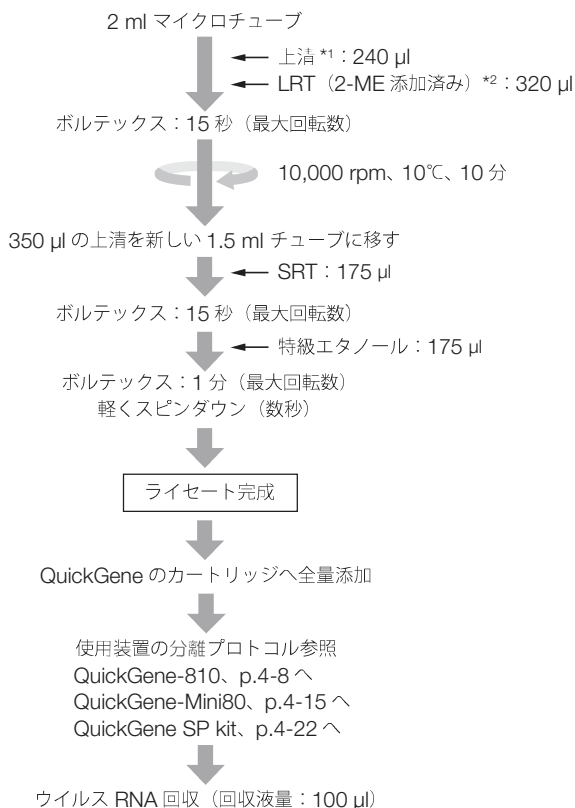 2 ml マイクロチューブ
上清 *1：240 µl
LRT（2-ME 添加済み）*2：320 µl
ボルテックス：15 秒（最大回転数）
10,000 rpm、10℃、10 分
350 µl の上清を新しい 1.5 ml チューブに移す
SRT：175 µl
ボルテックス：15 秒（最大回転数）
特級エタノール：175 µl
ボルテックス：1 分（最大回転数）
軽くスピンダウン（数秒）
ライセート完成
QuickGene のカートリッジへ全量添加
使用装置の分離プロトコル参照
QuickGene-810、p.4-8 へ
QuickGene-Mini80、p.4-15 へ
QuickGene SP kit、p.4-22 へ
ウイルス RNA 回収（回収液量：100 µl）